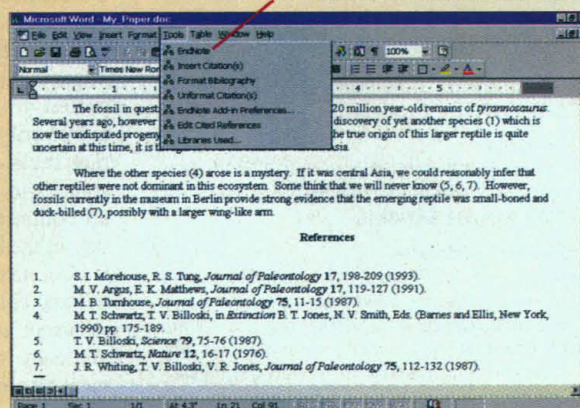 Microsoft Word - My_Paper.doc
File Edit View Insert Format Tools Table Window Help
100%
Normal Times New Ro
EndNote
Insert Citation(s)
Format Bibliography
Unformat Citation(s)
EndNote Add-in Preferences...
Edit Cited References
Libraries Used...
The fossil in quest 20 million year-old remains of tyrannosaurus.
Several years ago, however discovery of yet another species (1) which is
now the undisputed progeny the true origin of this larger reptile is quite
uncertain at this time, it is sia.
Where the other species (4) arose is a mystery. If it was central Asia, we could reasonably infer that
other reptiles were not dominant in this ecosystem. Some think that we will never know (5, 6, 7). However,
fossils currently in the museum in Berlin provide strong evidence that the emerging reptile was small-boned and
duck-billed (7), possibly with a larger wing-like arm.
References
1. S. I. Morehouse, R. S. Tung, Journal of Paleontology 17, 198-209 (1993).
2. M. V. Argus, E. K. Matthews, Journal of Paleontology 17, 119-127 (1991).
3. M. B. Turnhouse, Journal of Paleontology 75, 11-15 (1987).
4. M. T. Schwartz, T. V. Billoski, in Extinction B. T. Jones, N. V. Smith, Eds. (Barnes and Ellis, New York,
1990) pp. 175-189.
5. T. V. Billoski, Science 79, 75-76 (1987).
6. M. T. Schwartz, Nature 12, 16-17 (1976).
7. J. R. Whiting, T. V. Billoski, V. R. Jones, Journal of Paleontology 75, 112-132 (1987).
Page 1 Sec 1 1/1 At 4.3" Ln 21 Col 91